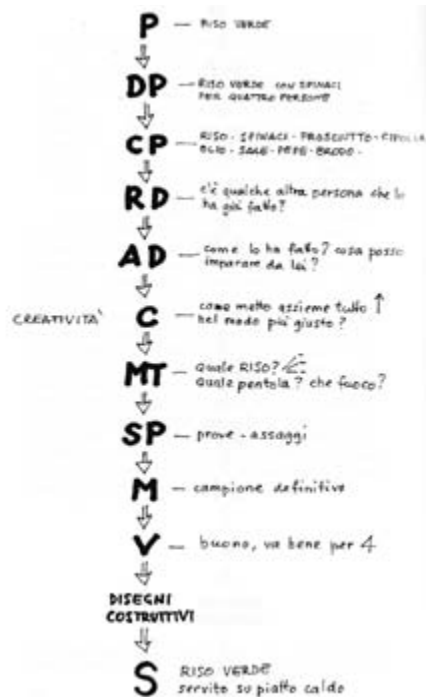 P — RISO VERDE
DP — RISO VERDE CON SPINACI
PER QUATTRO PERSONE
CP — RISO - SPINACI - PROSCIUTTO - CIPOLLA
OLIO - SALE - PEPE - BRODO -
RD — c'è qualche altra persona che lo
ha già fatto?
AD — come lo ha fatto? cosa posso
imparare da lei?
CREATIVITÀ C — come metto assieme tutto
nel modo più giusto?
MT — Quale RISO?
Quale pentola? che fuoco?
SP — prove - assaggi
M — campione definitivo
V — buono, va bene per 4
DISEGNI
COSTRUTTIVI
S RISO VERDE
servito su piatto caldo